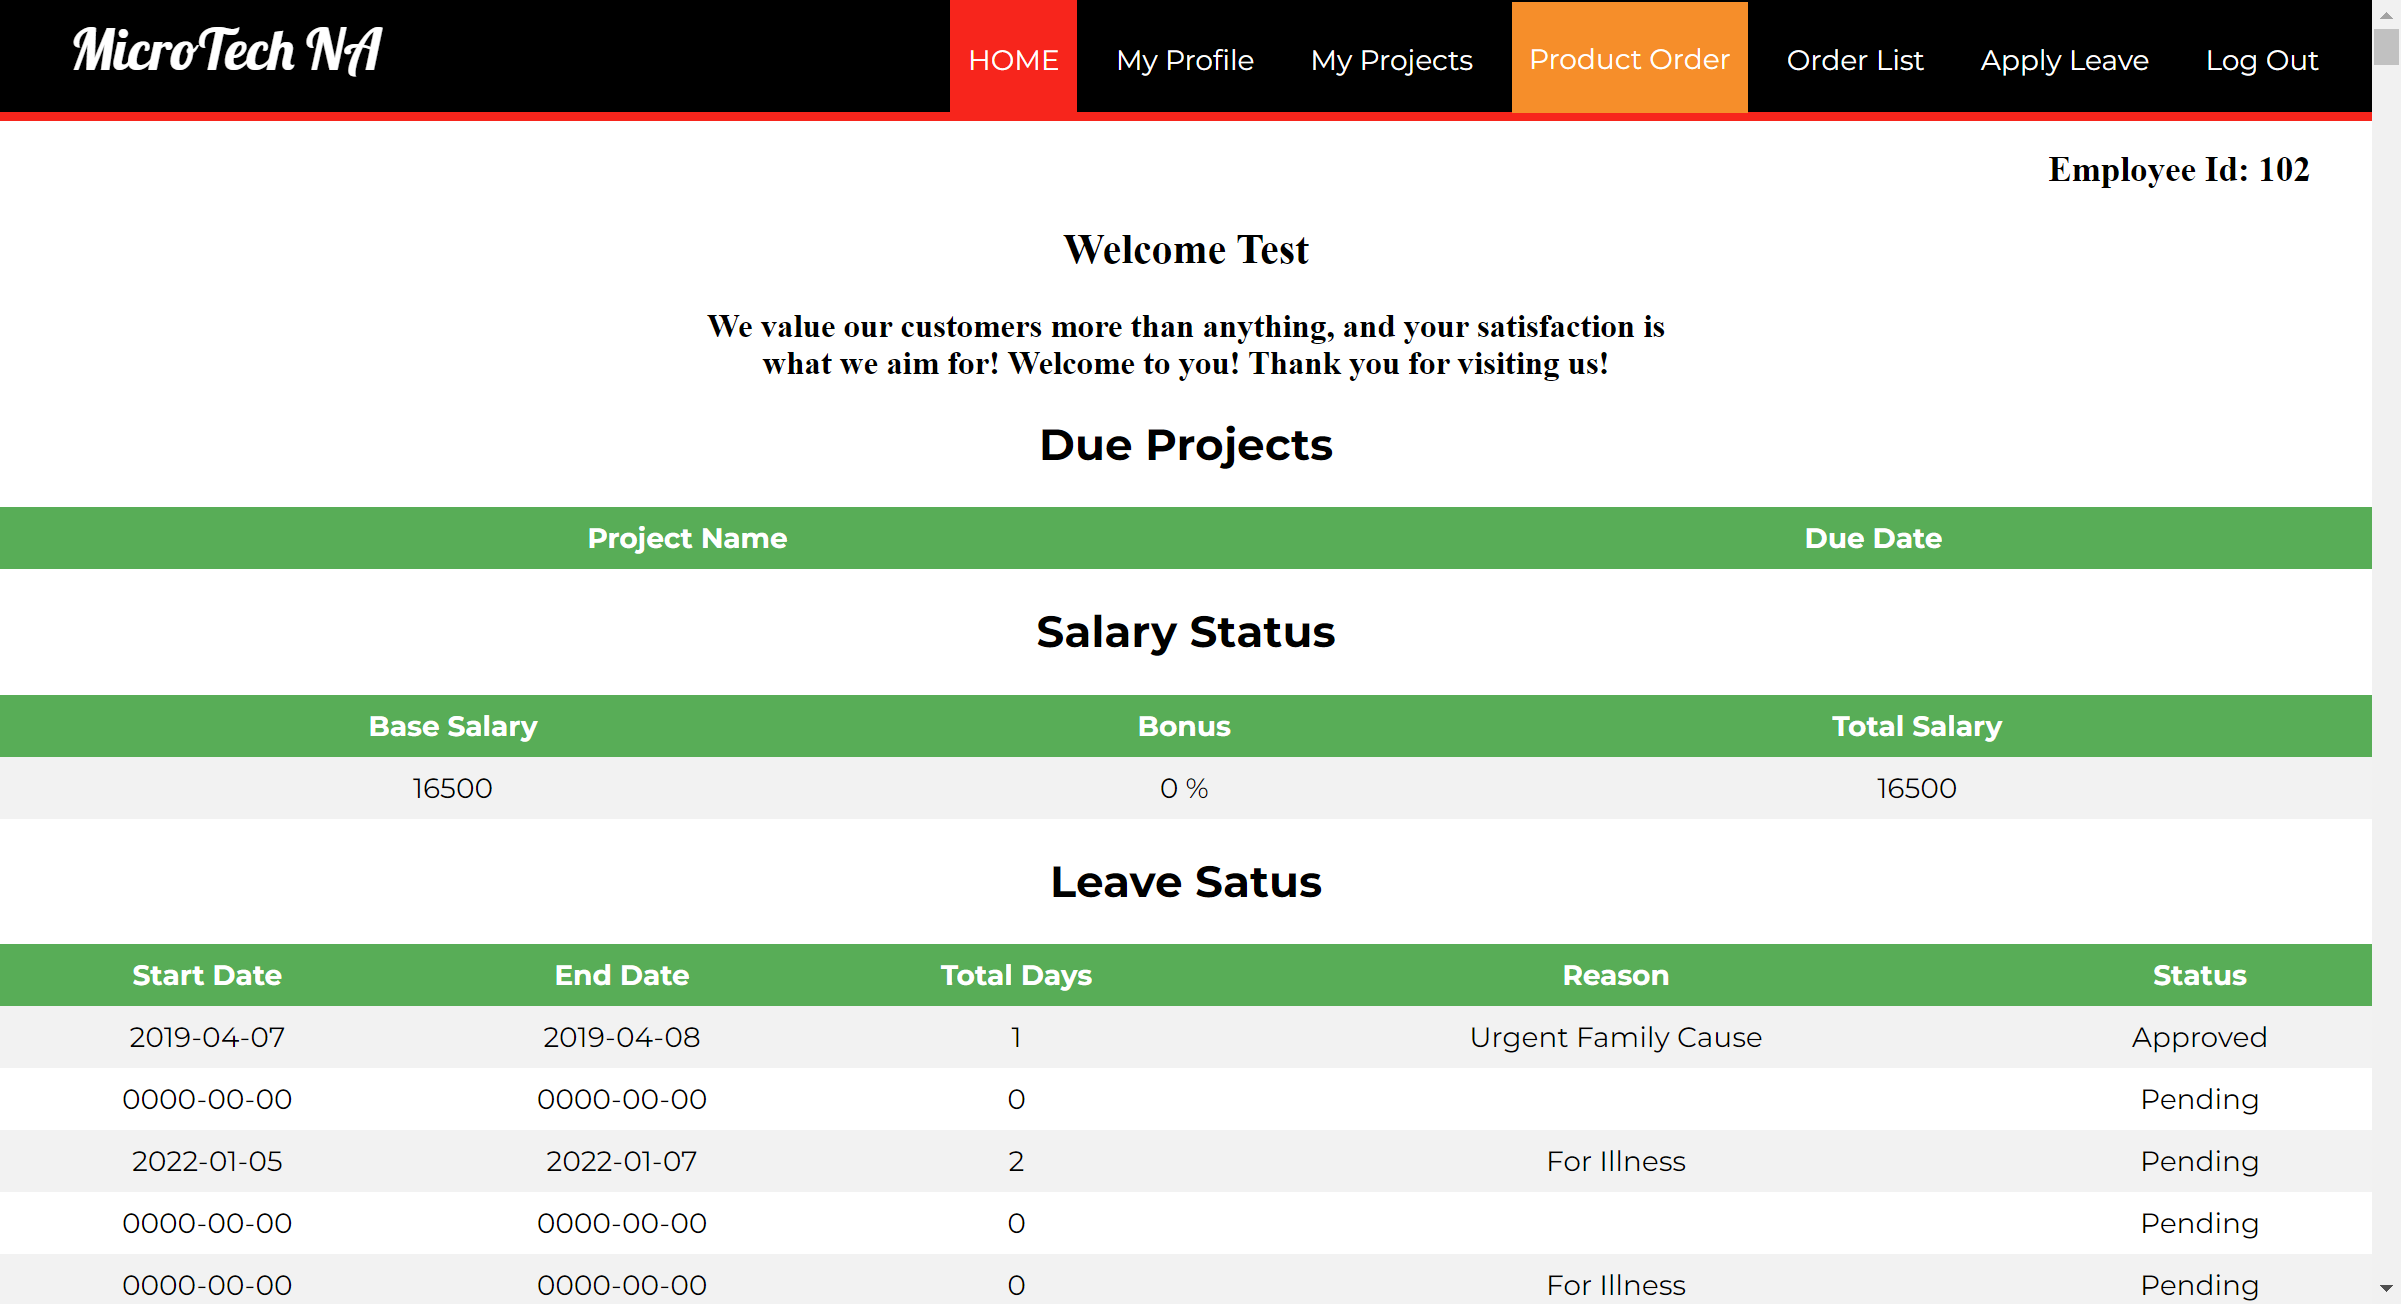 MicroTech NA
HOME My Profile My Projects Product Order Order List Apply Leave Log Out
Employee Id: 102
Welcome Test
We value our customers more than anything, and your satisfaction is
what we aim for! Welcome to you! Thank you for visiting us!
Due Projects
Project Name Due Date
Salary Status
Base Salary Bonus Total Salary
16500 0 % 16500
Leave Satus
Start Date End Date Total Days Reason Status
2019-04-07 2019-04-08 1 Urgent Family Cause Approved
0000-00-00 0000-00-00 0 Pending
2022-01-05 2022-01-07 2 For Illness Pending
0000-00-00 0000-00-00 0 Pending
0000-00-00 0000-00-00 0 For Illness Pending